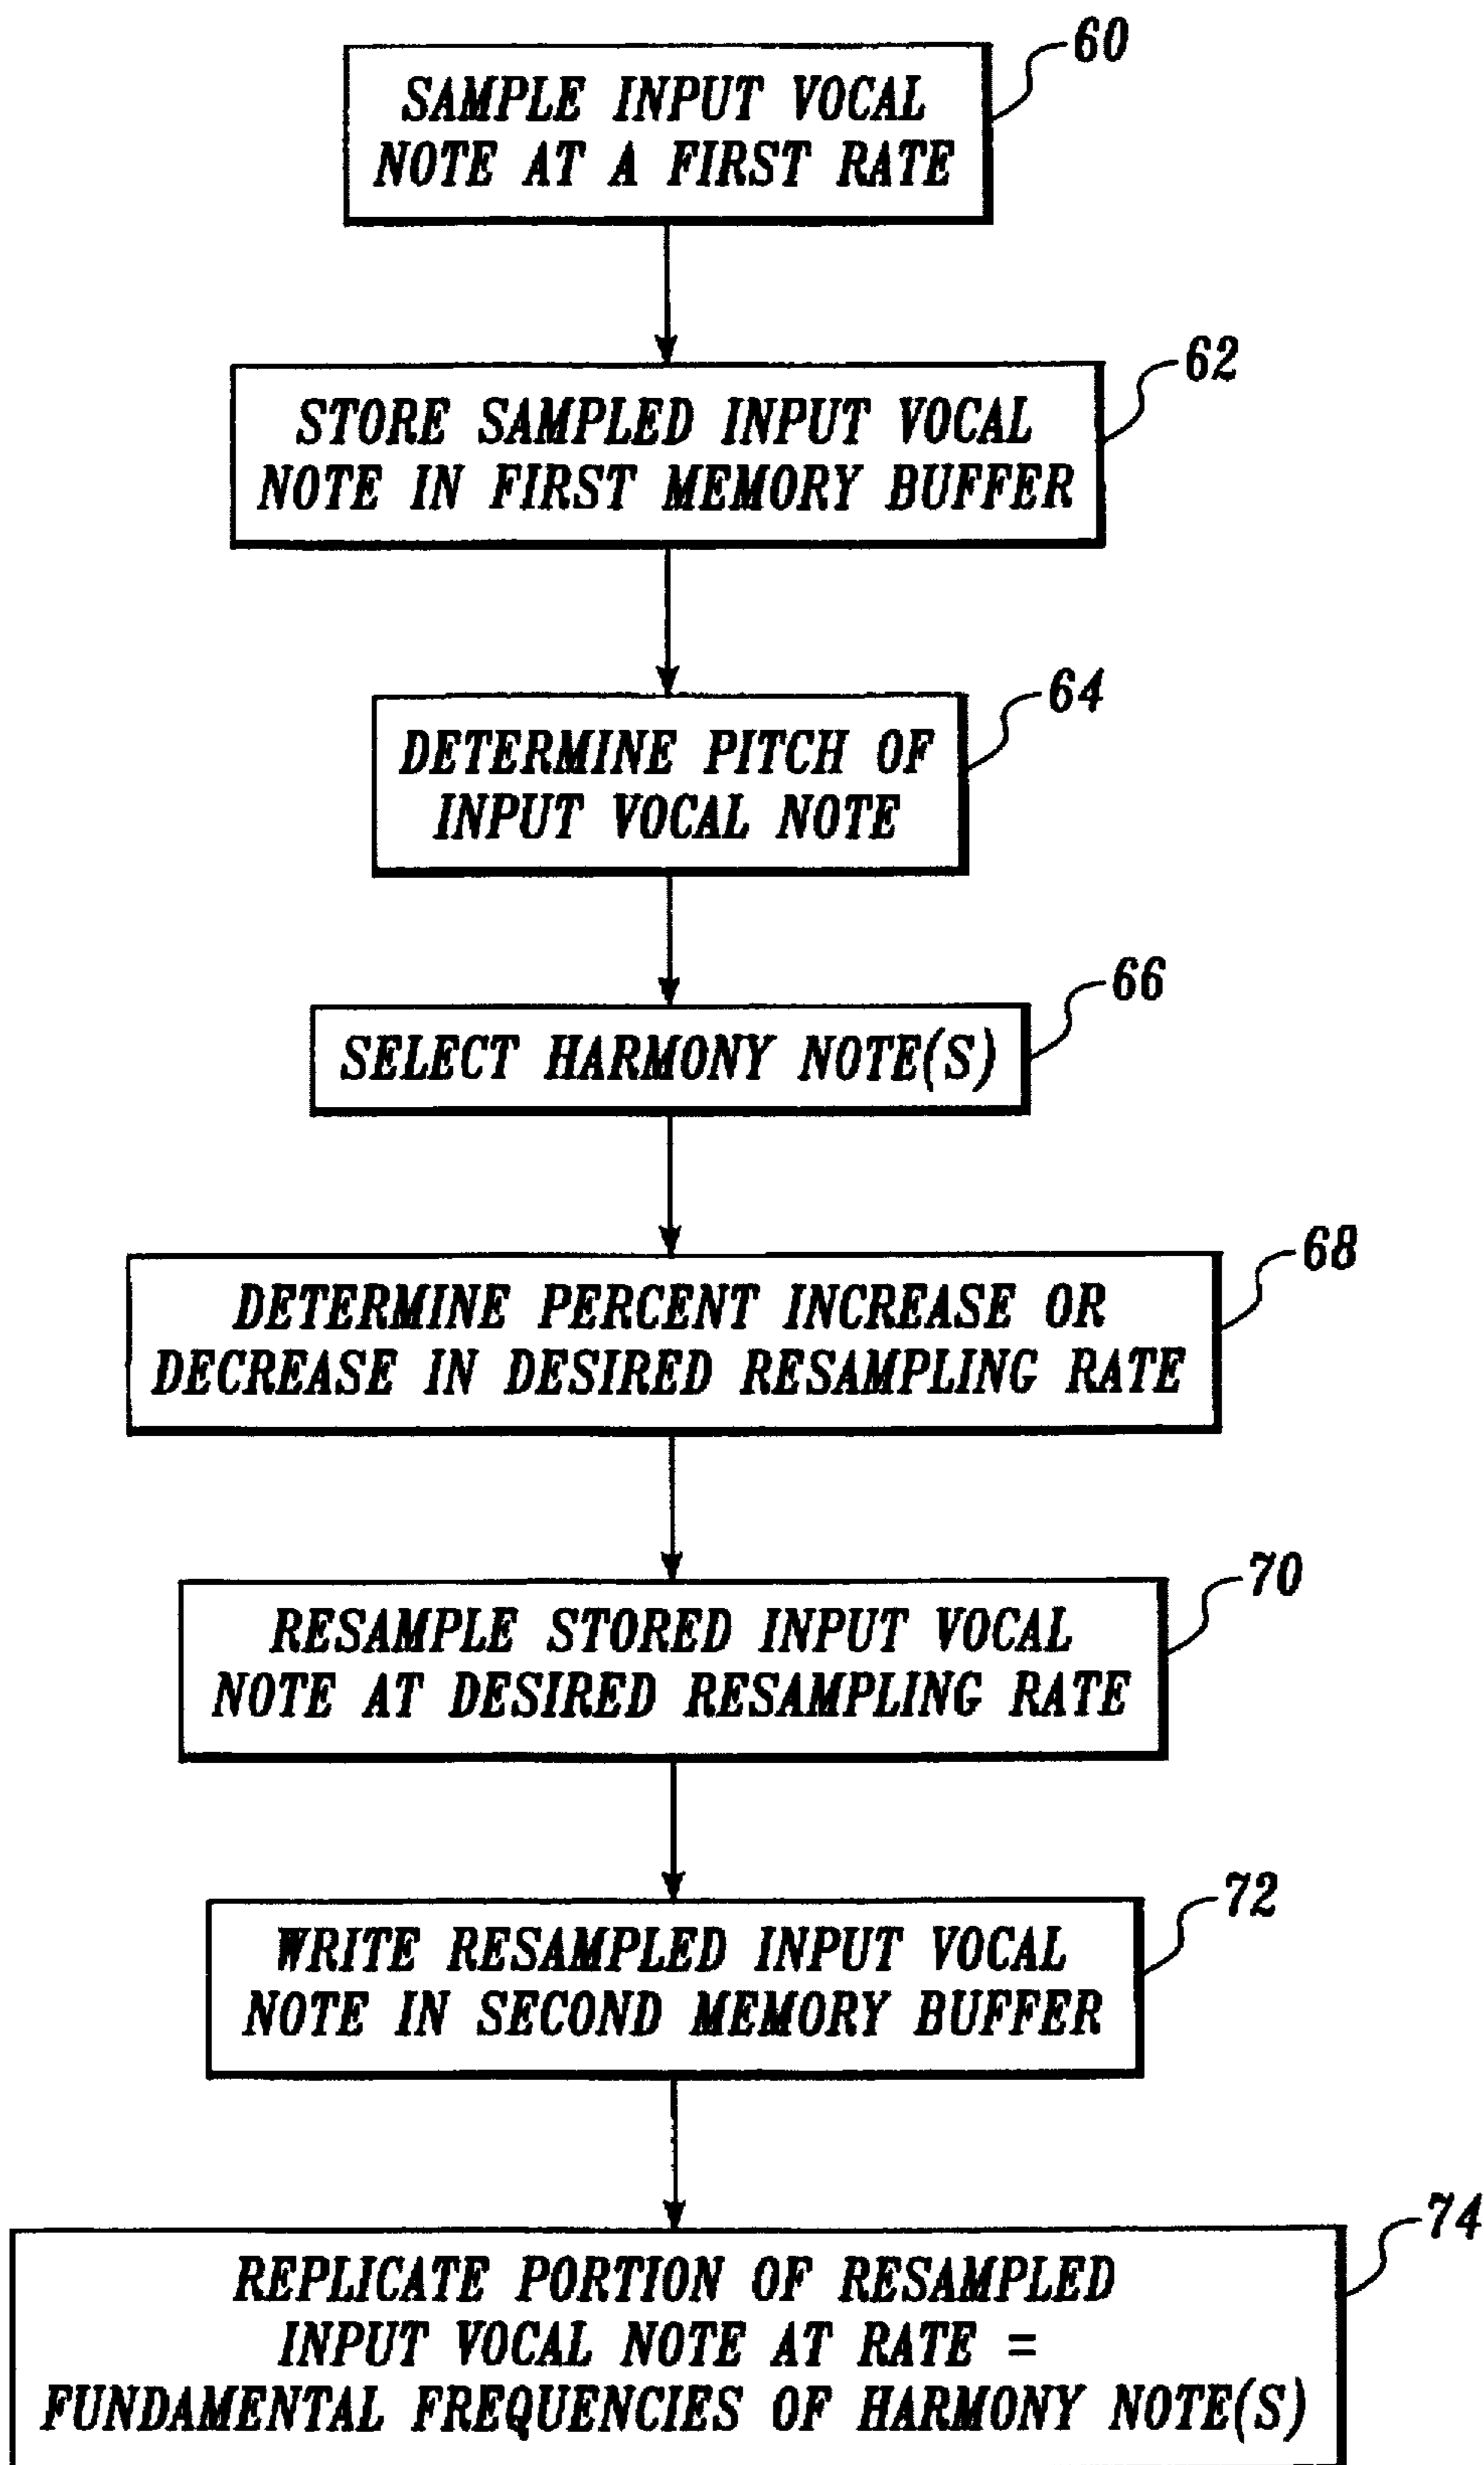 60
SAMPLE INPUT VOCAL
NOTE AT A FIRST RATE
62
STORE SAMPLED INPUT VOCAL
NOTE IN FIRST MEMORY BUFFER
64
DETERMINE PITCH OF
INPUT VOCAL NOTE
66
SELECT HARMONY NOTE(S)
68
DETERMINE PERCENT INCREASE OR
DECREASE IN DESIRED RESAMPLING RATE
70
RESAMPLE STORED INPUT VOCAL
NOTE AT DESIRED RESAMPLING RATE
72
WRITE RESAMPLED INPUT VOCAL
NOTE IN SECOND MEMORY BUFFER
74
REPLICATE PORTION OF RESAMPLED
INPUT VOCAL NOTE AT RATE =
FUNDAMENTAL FREQUENCIES OF HARMONY NOTE(S)